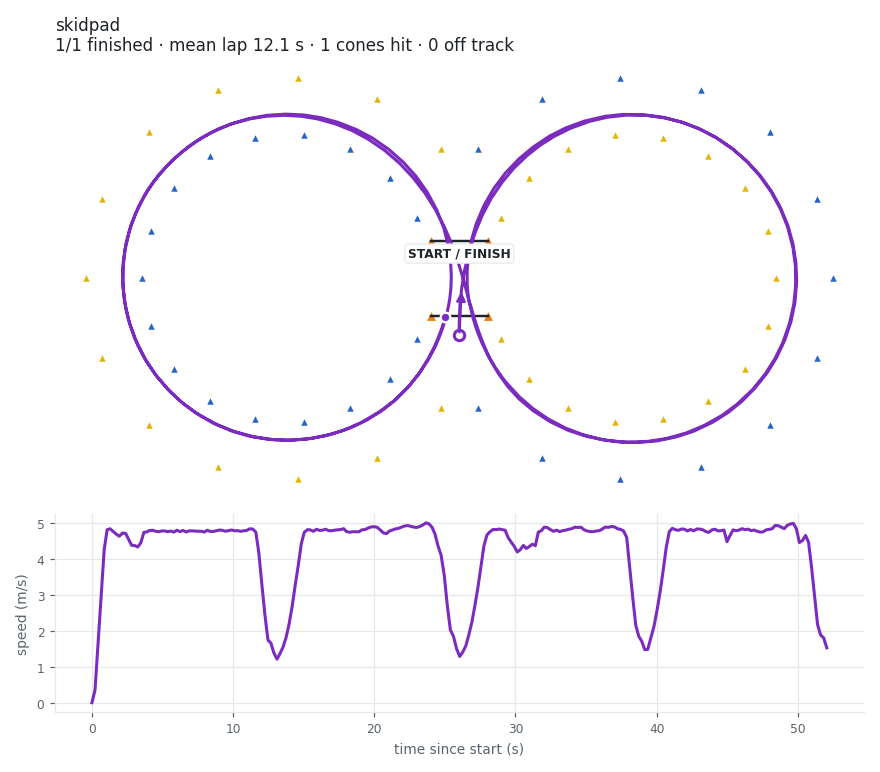 skidpad
1/1 finished · mean lap 12.1 s · 1 cones hit · 0 off track
START / FINISH
5
4
3
2
1
0
speed (m/s)
0 10 20 30 40 50
time since start (s)